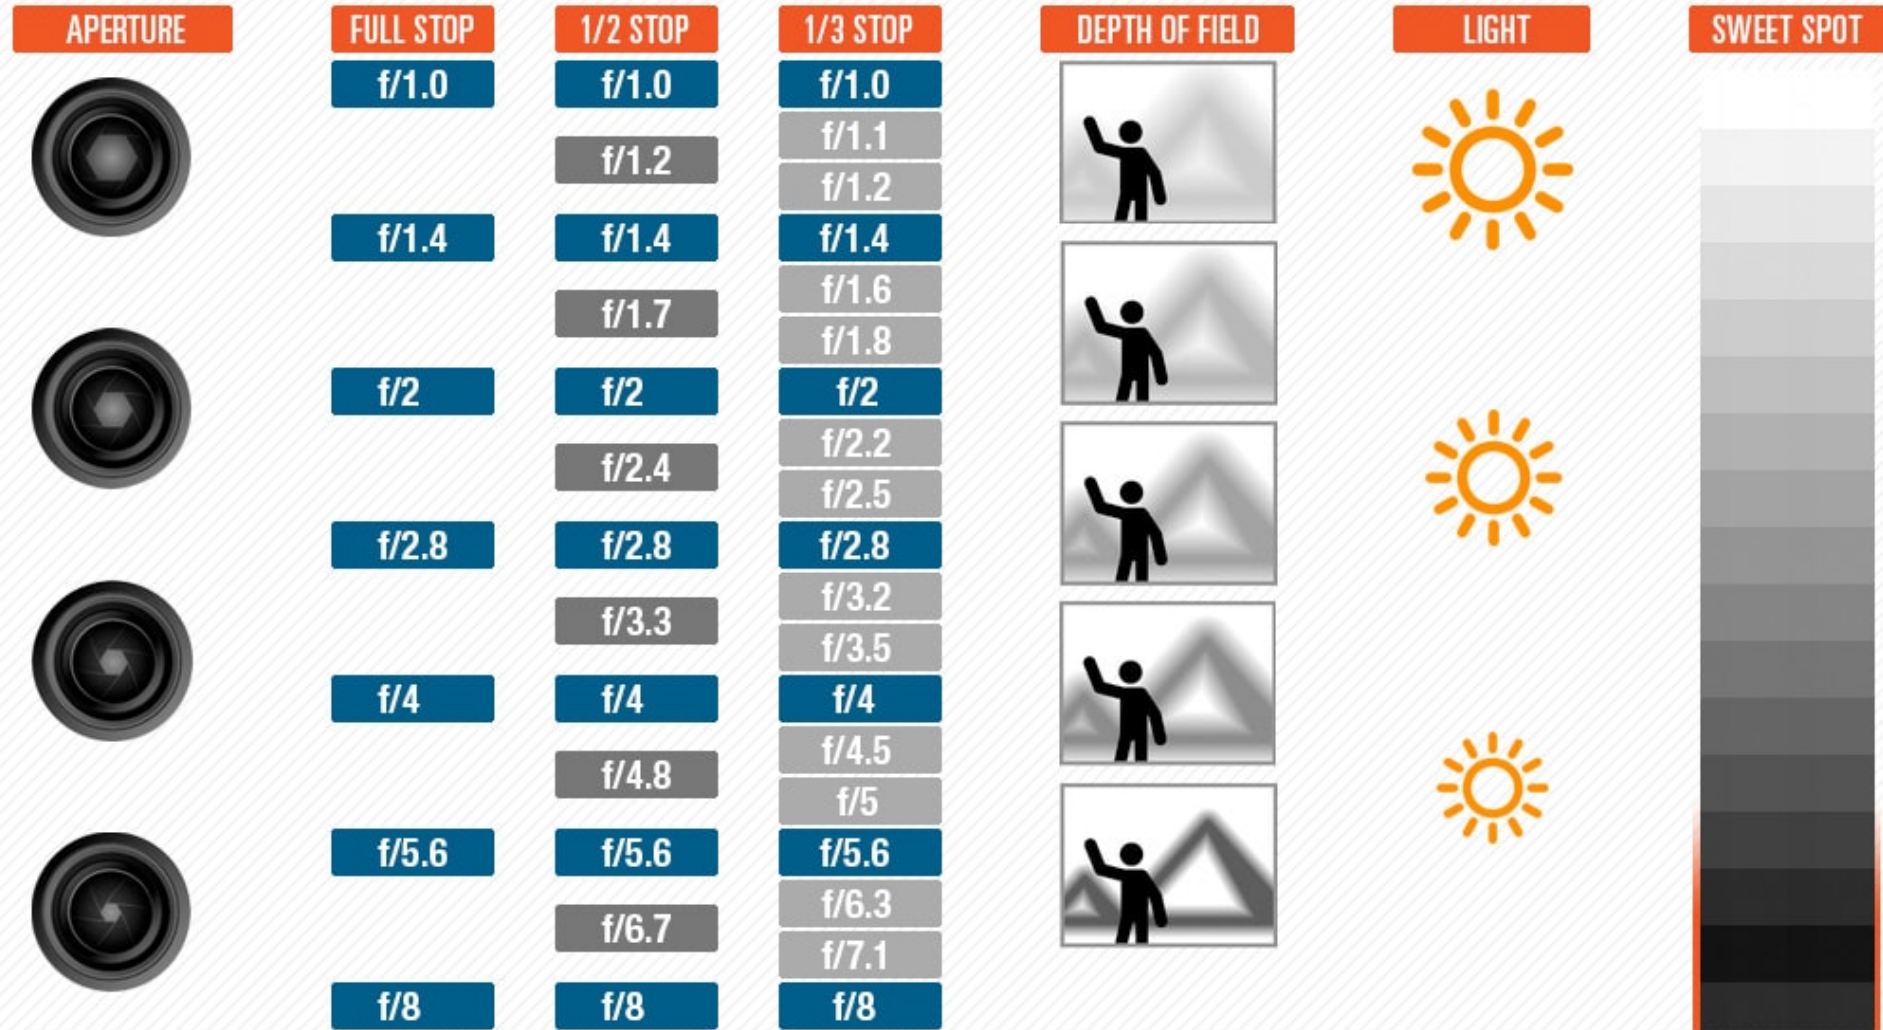 APERTURE FULL STOP 1/2 STOP 1/3 STOP DEPTH OF FIELD LIGHT SWEET SPOT
f/1.0 f/1.0 f/1.0
f/1.1
f/1.2
f/1.2
f/1.4 f/1.4 f/1.4
f/1.6
f/1.7
f/1.8
f/2 f/2 f/2
f/2.2
f/2.4
f/2.5
f/2.8 f/2.8 f/2.8
f/3.2
f/3.3
f/3.5
f/4 f/4 f/4
f/4.5
f/4.8
f/5
f/5.6 f/5.6 f/5.6
f/6.3
f/6.7
f/7.1
f/8 f/8 f/8